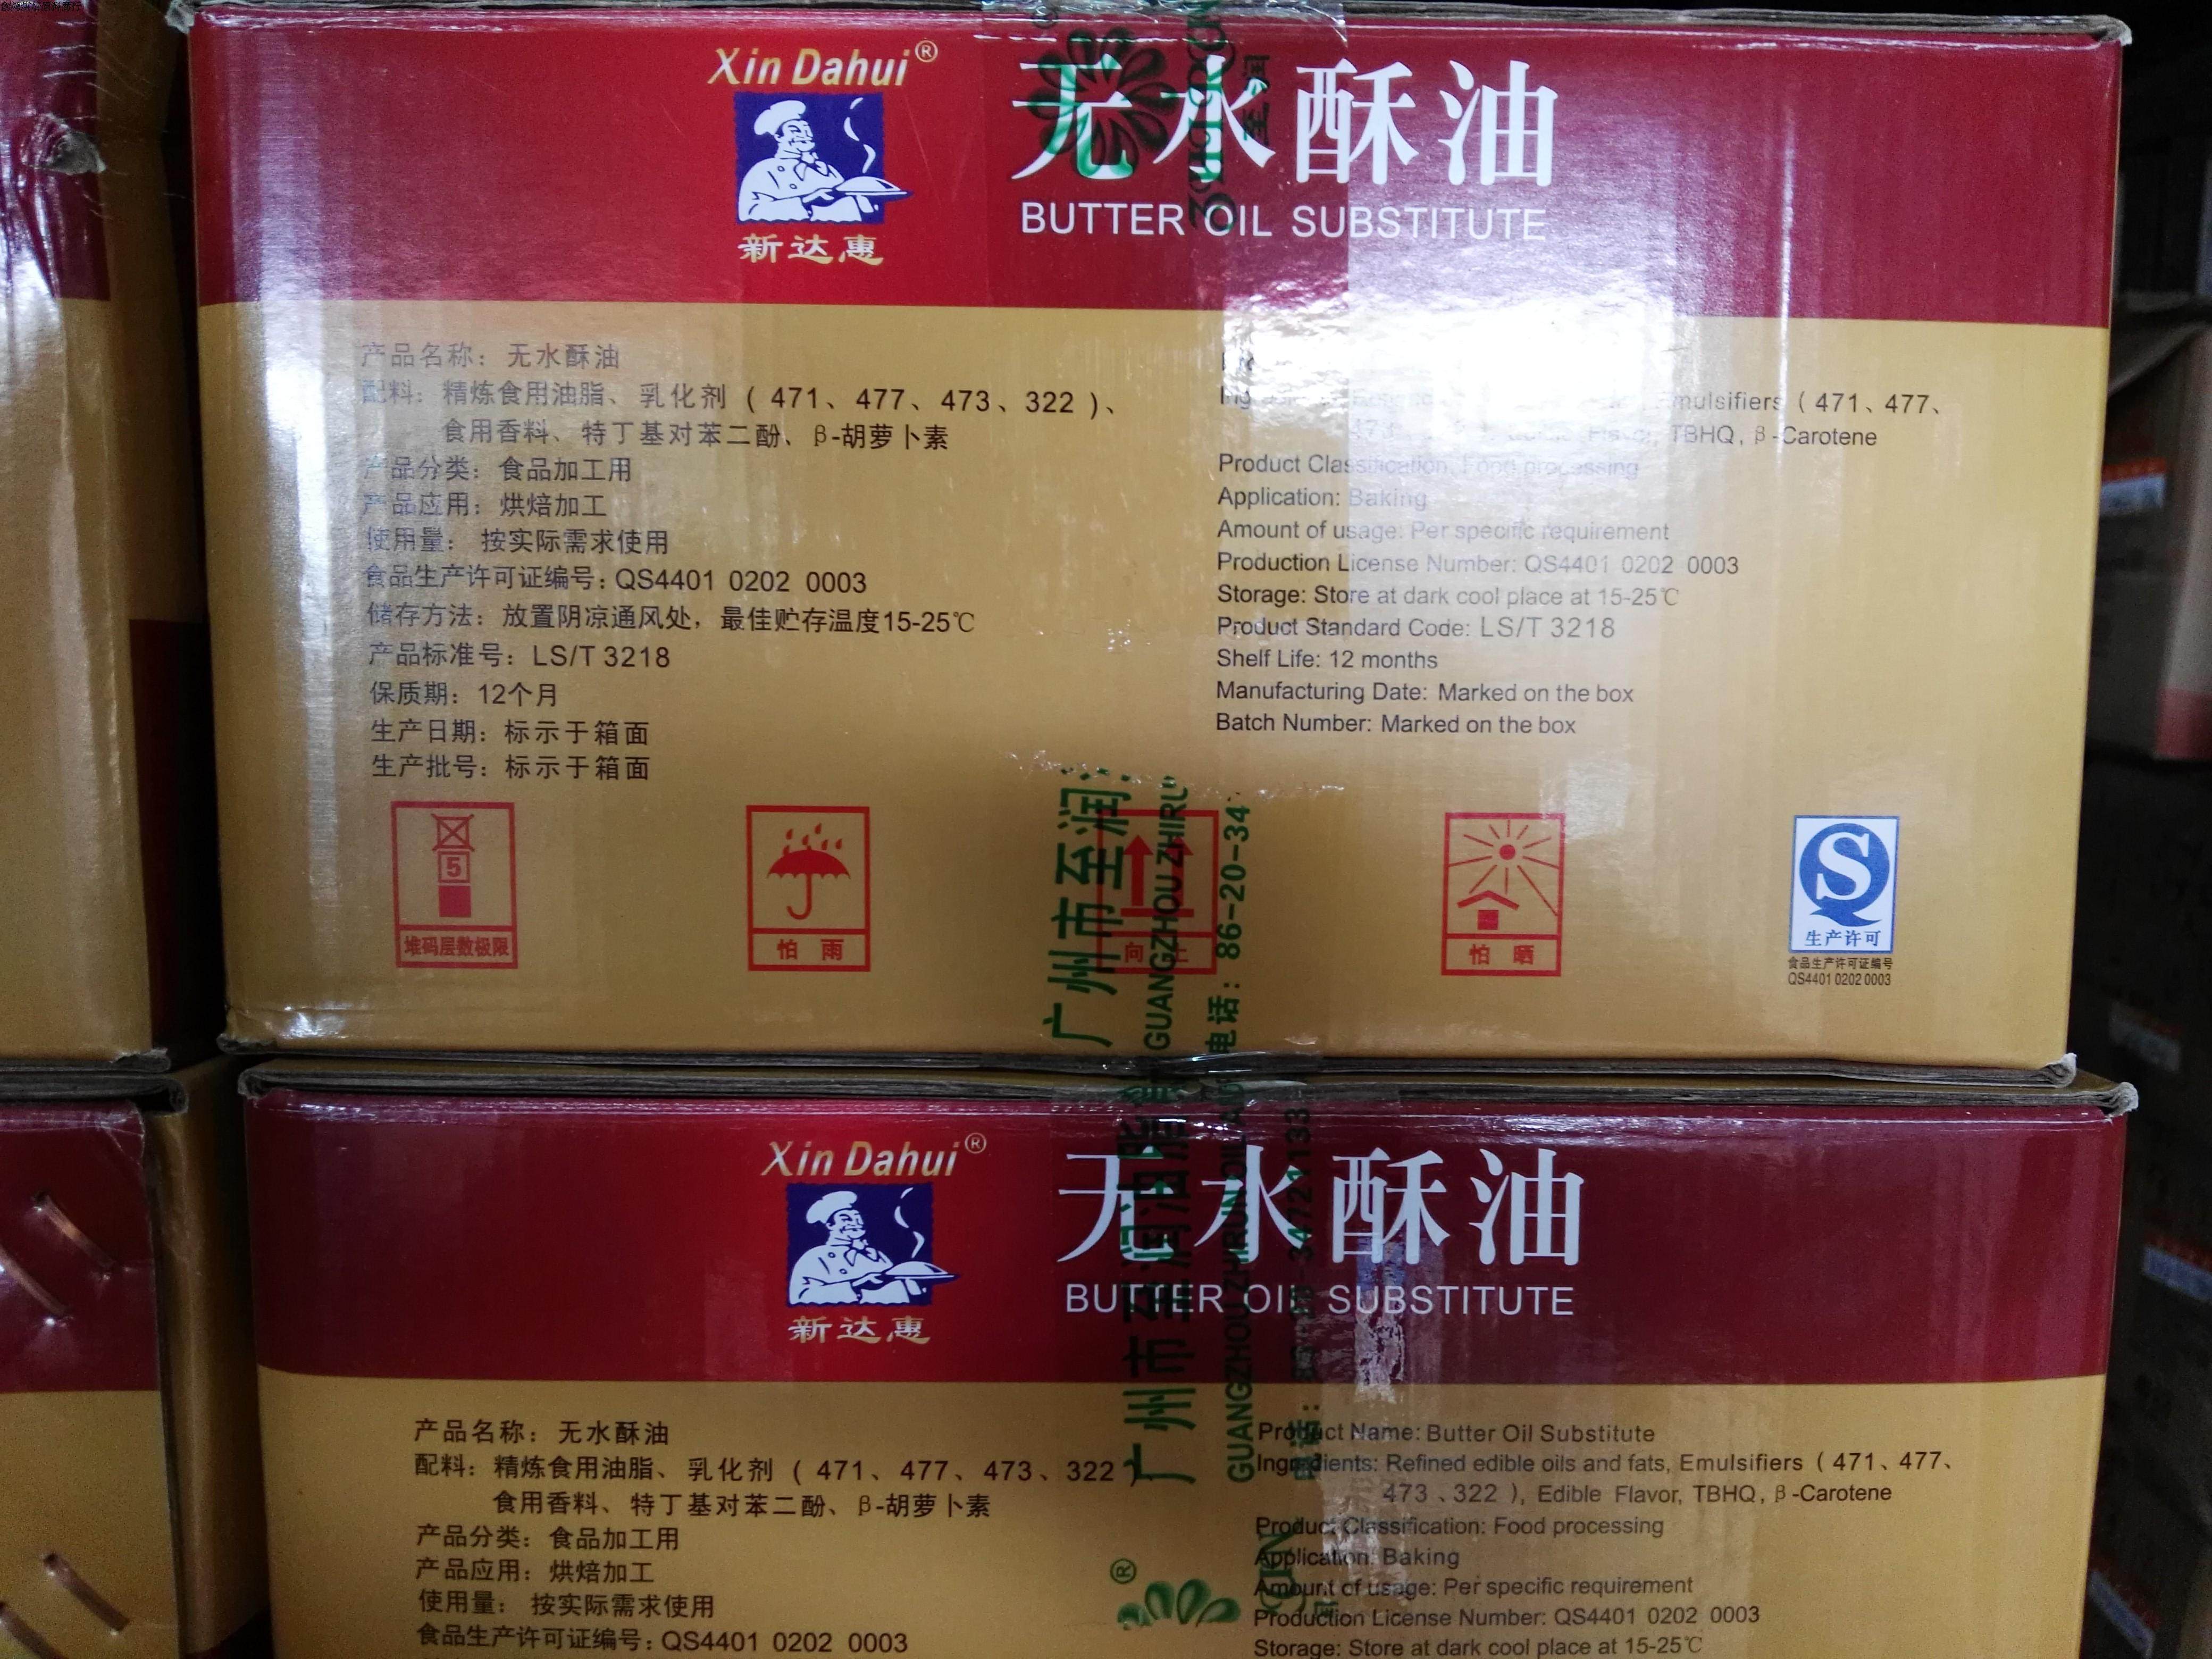 Xin Dahui®
新达惠
无水酥油
BUTTER OIL SUBSTITUTE
产品名称：无水酥油
配料：精炼食用油脂、乳化剂（471、477、473、322）、
食用香料、特丁基对苯二酚、β-胡萝卜素
产品分类：食品加工用
产品应用：烘焙加工
使用量：按实际需求使用
食品生产许可证编号：QS4401 0202 0003
储存方法：放置阴凉通风处，最佳贮存温度15-25℃
产品标准号：LS/T 3218
保质期：12个月
生产日期：标示于箱面
生产批号：标示于箱面
Emulsifiers（471、477、
Flavor, TBHQ, β-Carotene
Product Classification: Food processing
Application: Baking
Amount of usage: Per specific requirement
Production License Number: QS4401 0202 0003
Storage: Store at dark cool place at 15-25℃
Product Standard Code: LS/T 3218
Shelf Life: 12 months
Manufacturing Date: Marked on the box
Batch Number: Marked on the box
5
堆码层数极限
怕雨
向上
怕晒
生产许可
食品生产许可证编号
QS4401 0202 0003
至润
广州市至润
GUANGZHOU ZHIRU
电话：86-20-34
Xin Dahui®
新达惠
无水酥油
BUTTER OIL SUBSTITUTE
产品名称：无水酥油
配料：精炼食用油脂、乳化剂（471、477、473、322）
食用香料、特丁基对苯二酚、β-胡萝卜素
产品分类：食品加工用
产品应用：烘焙加工
使用量：按实际需求使用
食品生产许可证编号：QS4401 0202 0003
Product Name: Butter Oil Substitute
Ingredients: Refined edible oils and fats, Emulsifiers（471、477、
473、322）, Edible Flavor, TBHQ, β-Carotene
Product Classification: Food processing
Application: Baking
Amount of usage: Per specific requirement
Production License Number: QS4401 0202 0003
Storage: Store at dark cool place at 15-25℃
广州市至润油脂
GUANGZHOU ZHIRUN OIL AND